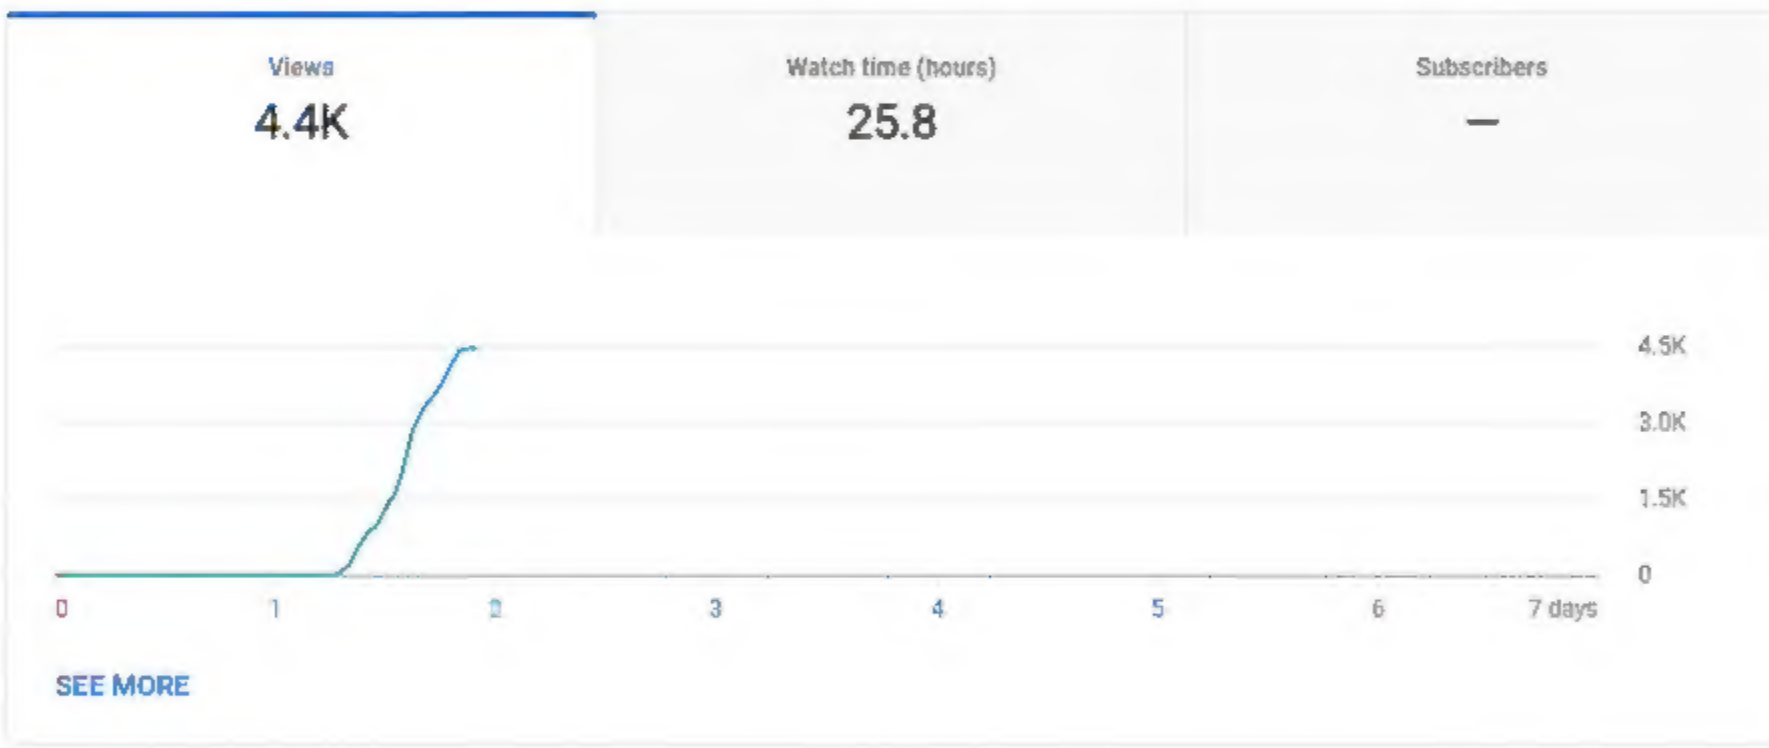 Views
4.4K
Watch time (hours)
25.8
Subscribers
—
4.5K
3.0K
1.5K
0
0 1 2 3 4 5 6 7 days
SEE MORE